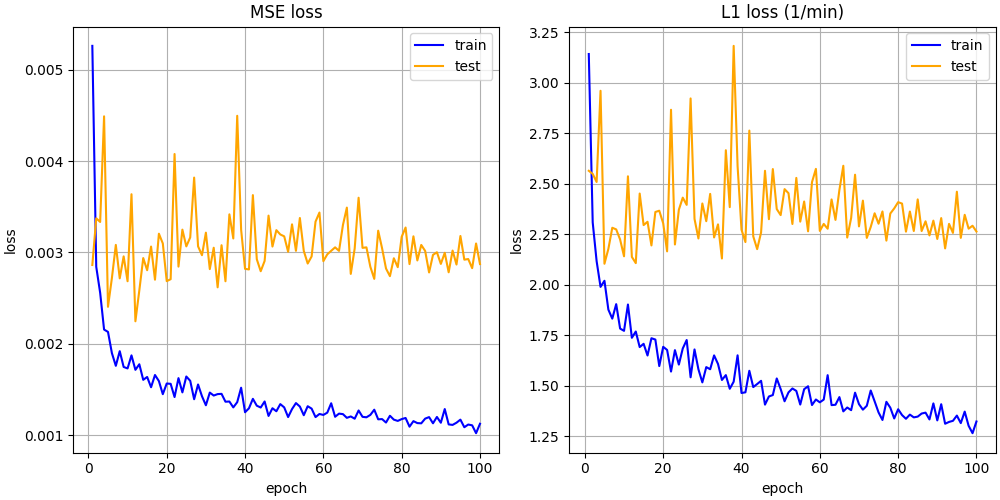 MSE loss
train
test
0.005
0.004
0.003
0.002
0.001
loss
0 20 40 60 80 100
epoch
L1 loss (1/min)
train
test
3.25
3.00
2.75
2.50
2.25
2.00
1.75
1.50
1.25
loss
0 20 40 60 80 100
epoch